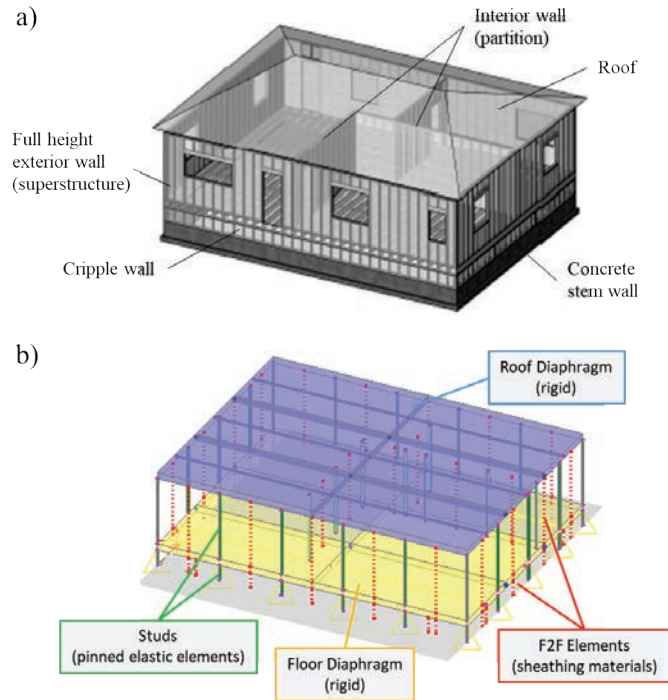 a)
Interior wall
(partition)
Roof
Full height
exterior wall
(superstructure)
Cripple wall
Concrete
stem wall
b)
Roof Diaphragm
(rigid)
Studs
(pinned elastic elements)
Floor Diaphragm
(rigid)
F2F Elements
(sheathing materials)